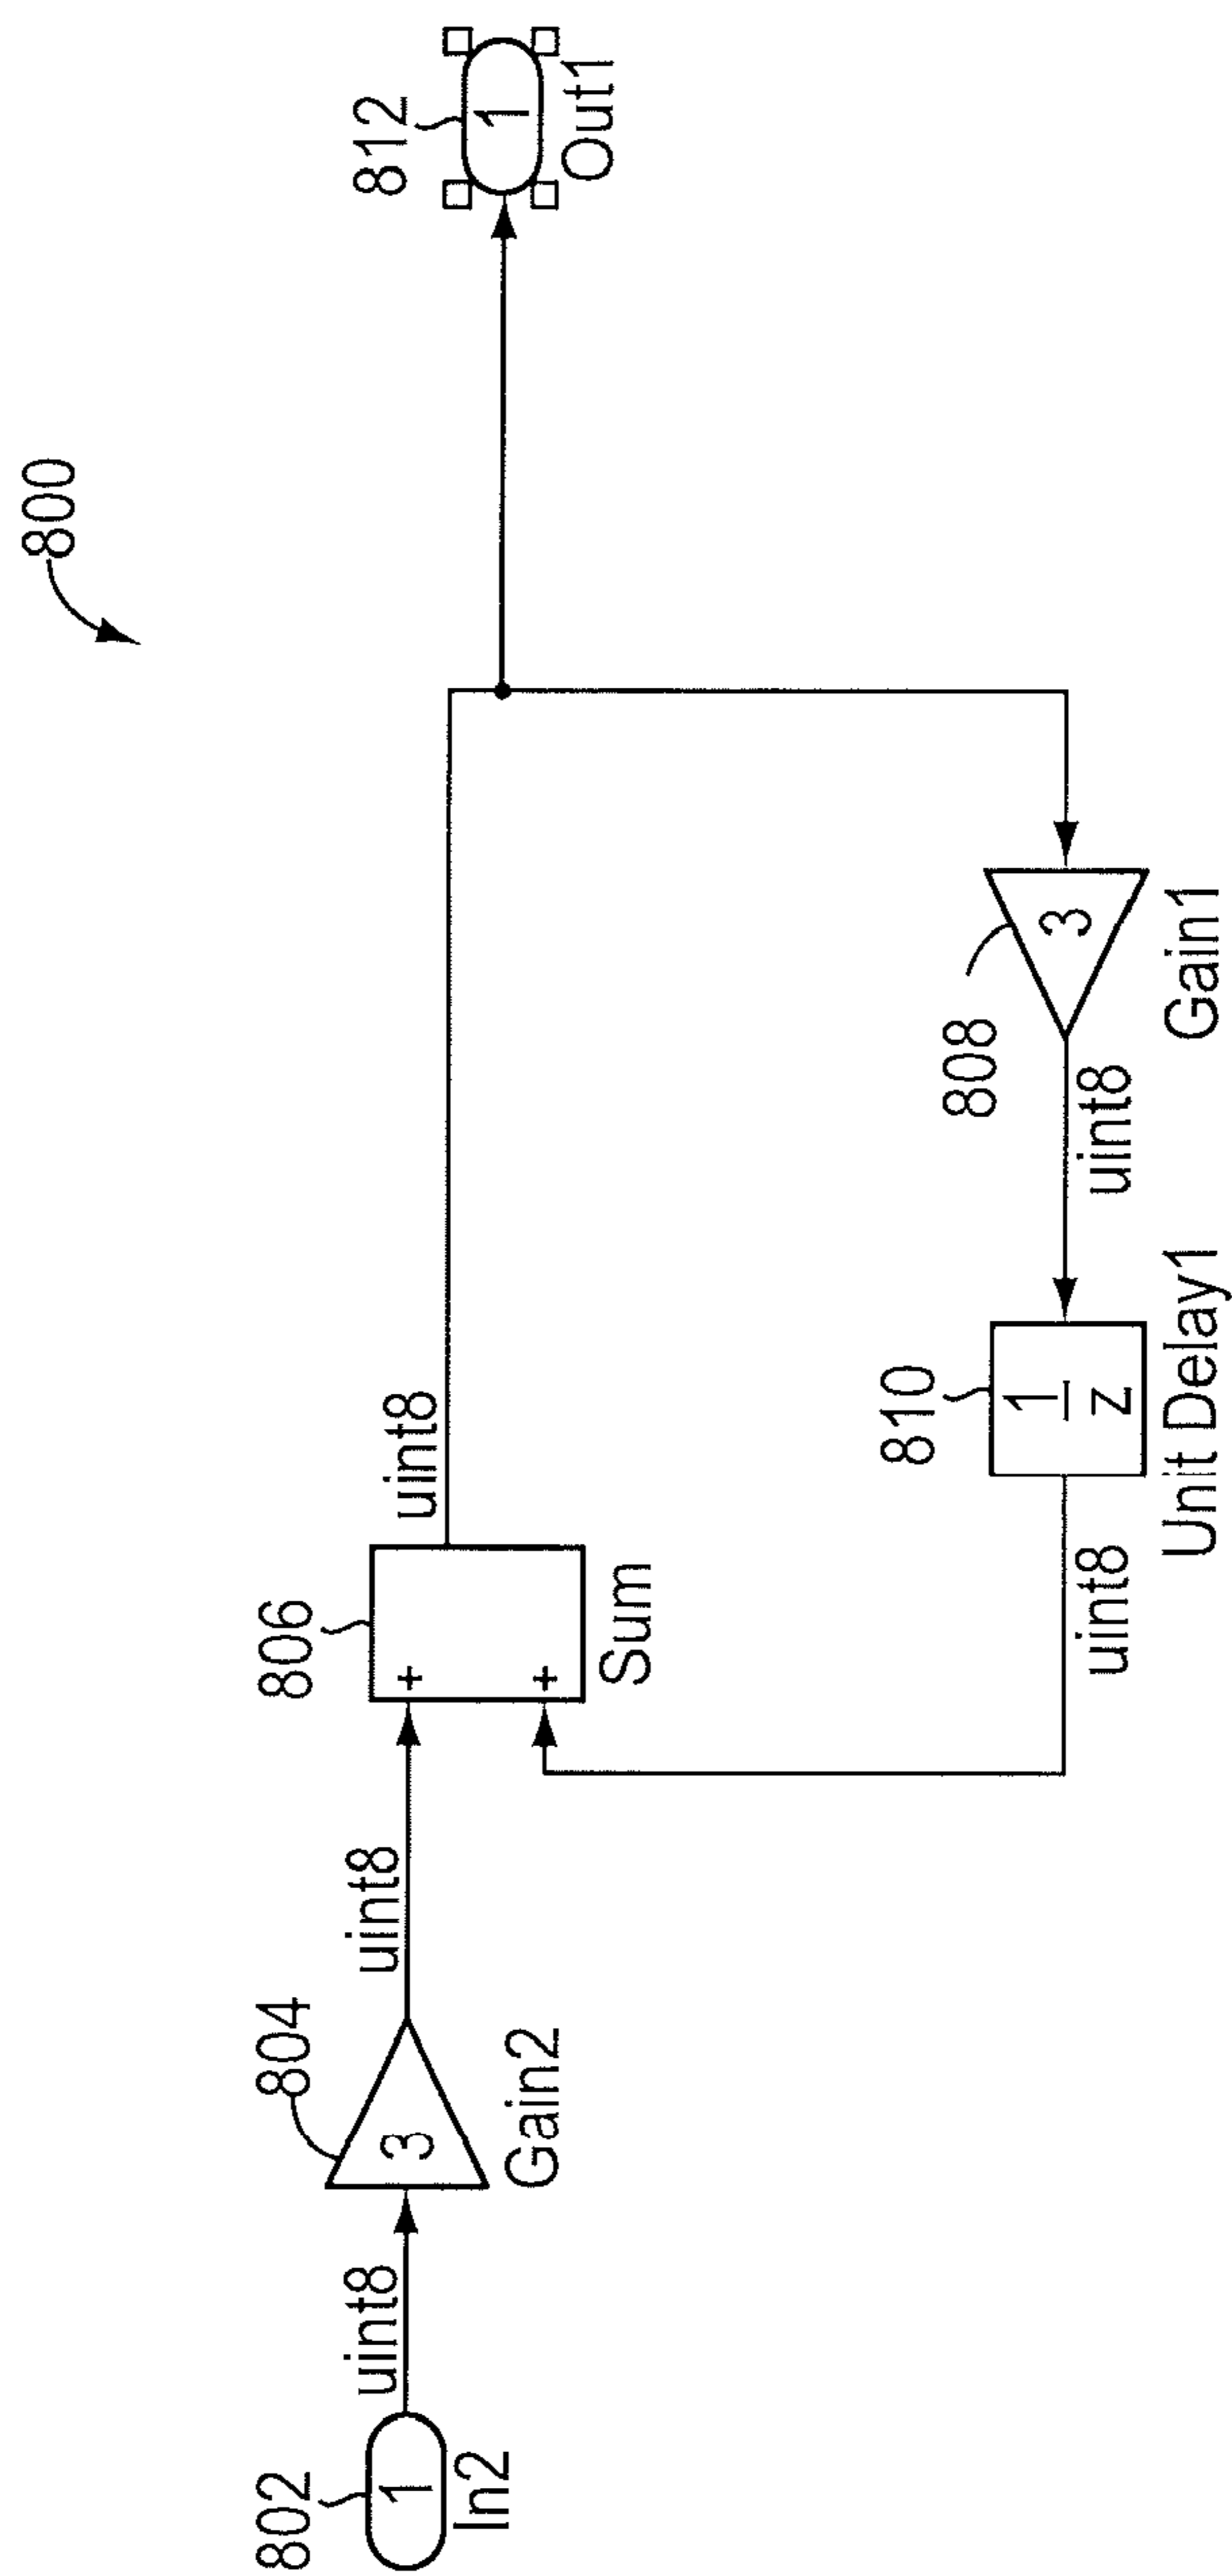 800
802
1
In2
uint8
804
3
Gain2
uint8
806
+
+
Sum
uint8
812
1
Out1
808
3
Gain1
uint8
810
1
z
Unit Delay1
uint8